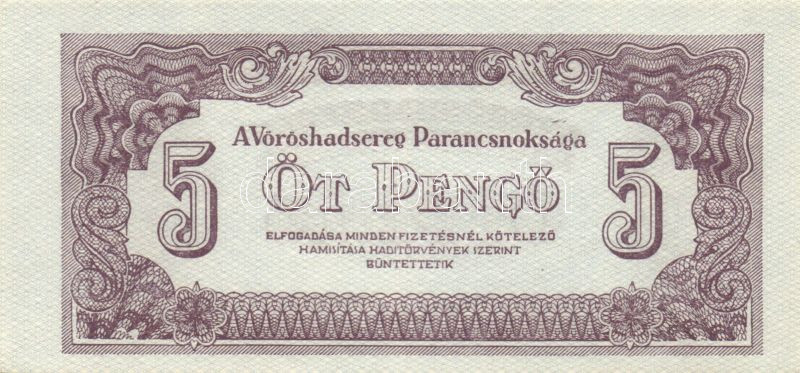 A Vöröshadsereg Parancsnoksága
5 ÖT PENGŐ 5
ELFOGADÁSA MINDEN FIZETÉSNÉL KÖTELEZŐ
HAMISÍTÁSA HADITÖRVÉNYEK SZERINT
BÜNTETTETIK